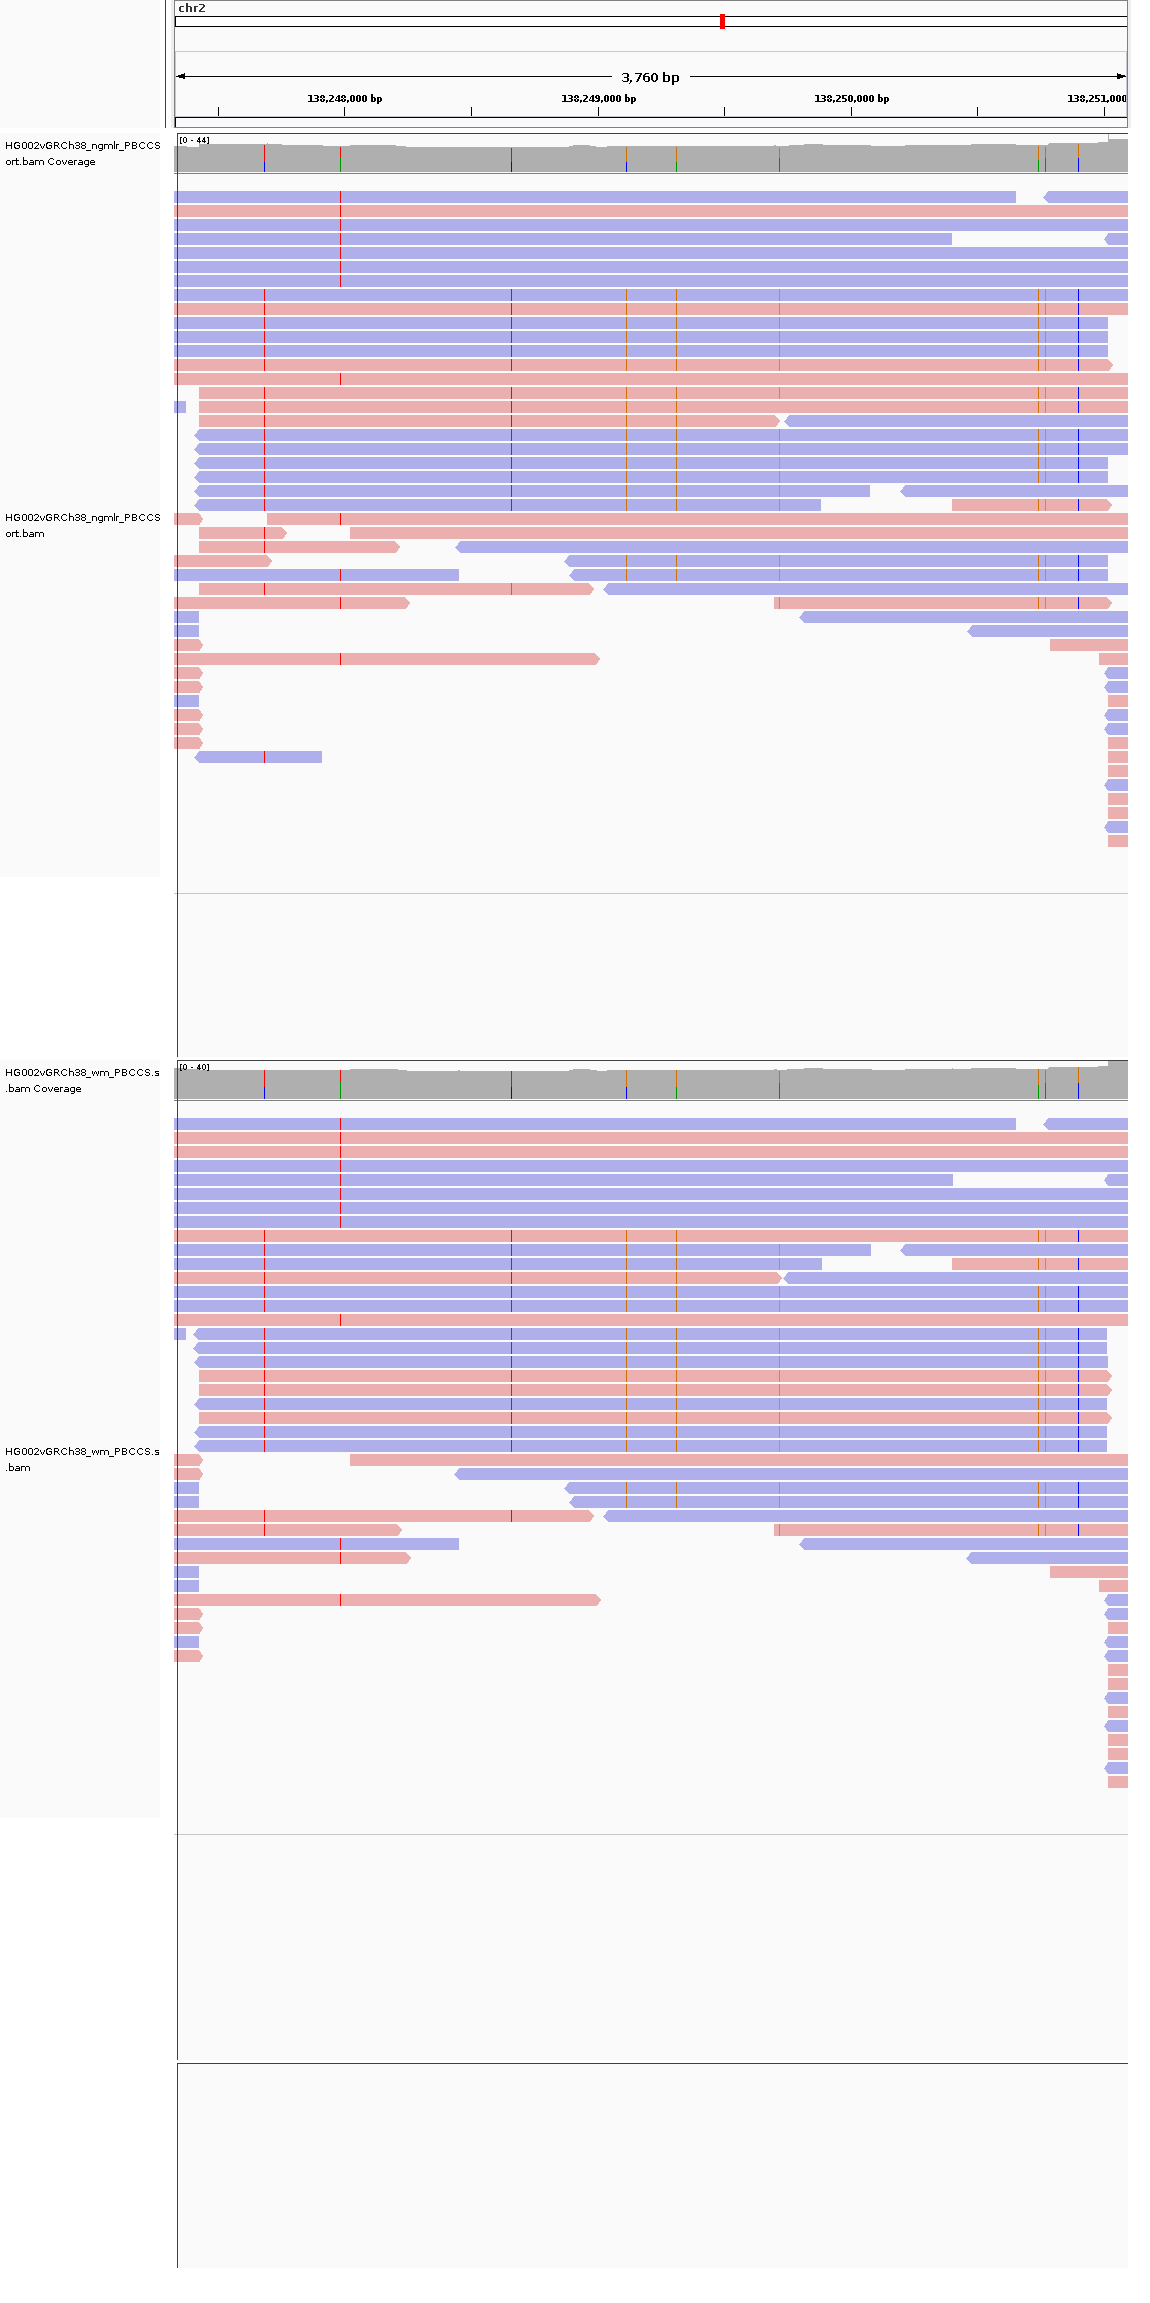 chr2
3,760 bp
138,248,000 bp 138,249,000 bp 138,250,000 bp 138,251,000
HG002vGRCh38_ngmlr_PBCCS
ort.bam Coverage
[0 - 44]
HG002vGRCh38_ngmlr_PBCCS
ort.bam
HG002vGRCh38_wm_PBCCS.s
.bam Coverage
[0 - 40]
HG002vGRCh38_wm_PBCCS.s
.bam